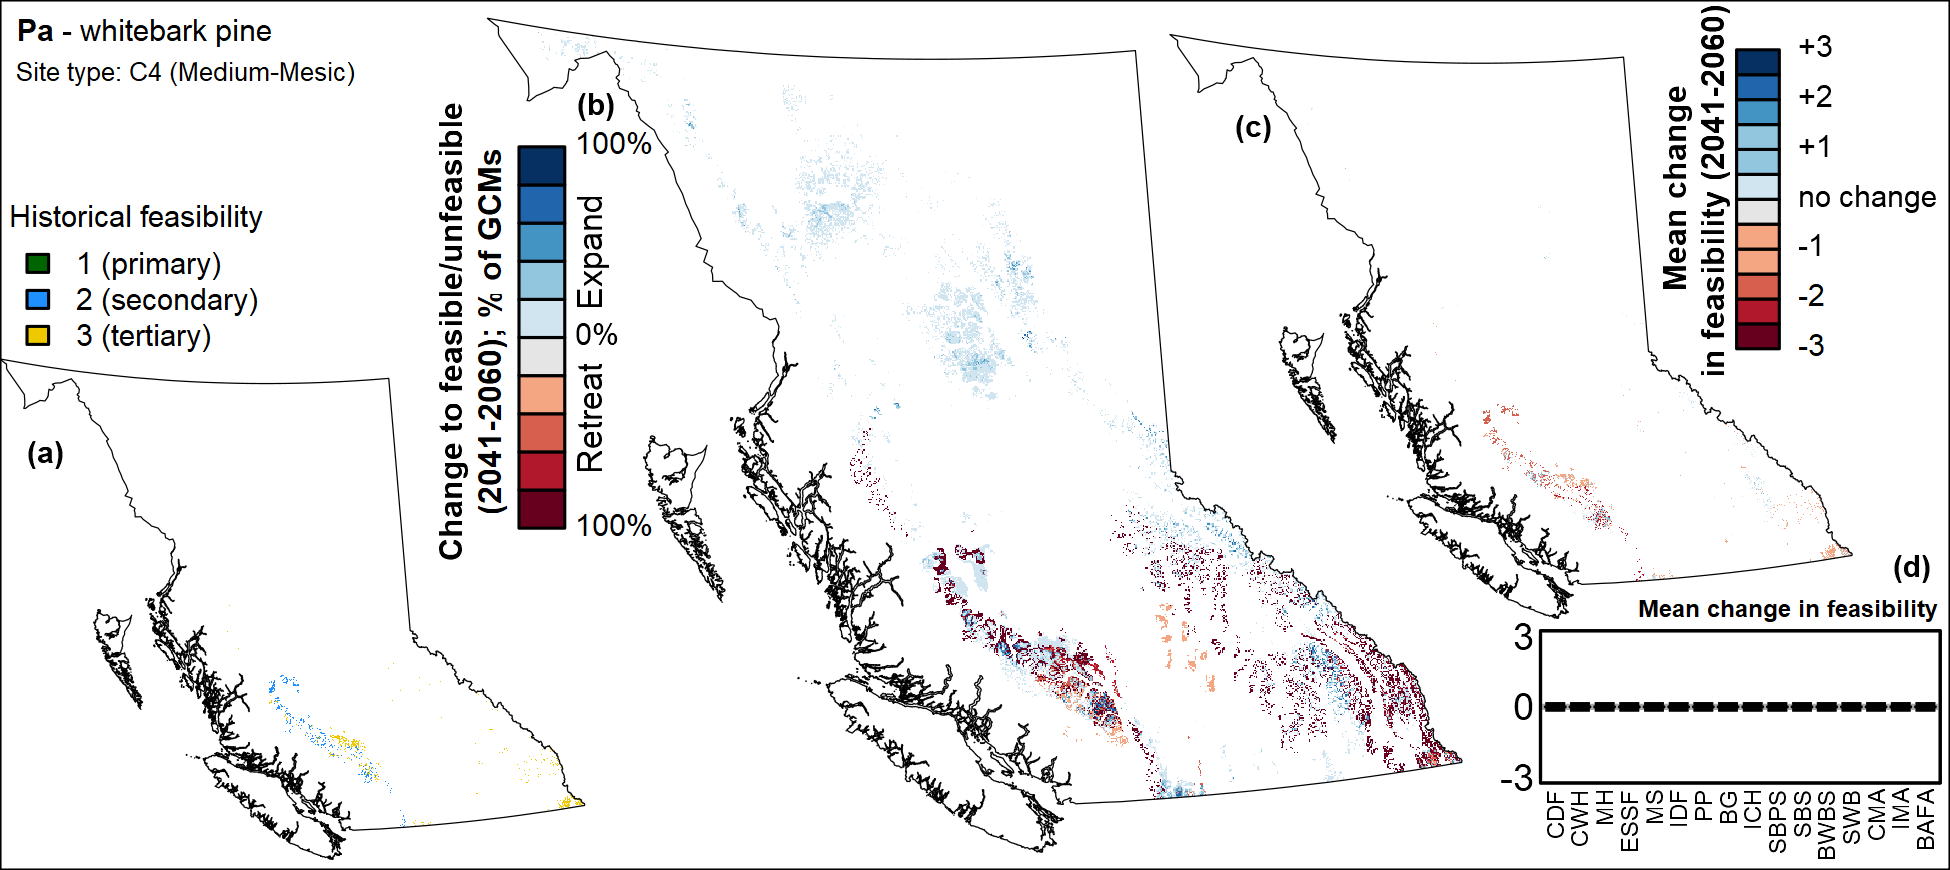 Pa - whitebark pine
Site type: C4 (Medium-Mesic)
Historical feasibility
1 (primary)
2 (secondary)
3 (tertiary)
(a)
(b)
Change to feasible/unfeasible
(2041-2060); % of GCMs
100%
Expand
0%
Retreat
100%
(c)
Mean change
in feasibility (2041-2060)
+3
+2
+1
no change
-1
-2
-3
(d)
Mean change in feasibility
3
0
-3
CDF
CWH
MH
ESSF
MS
IDF
PP
BG
ICH
SBPS
SBS
BWBS
SWB
CMA
IMA
BAFA